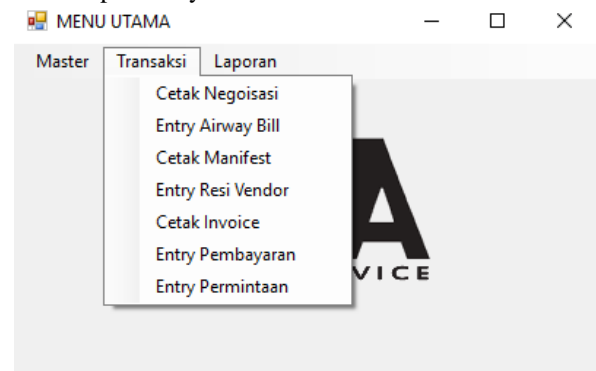 MENU UTAMA
Master Transaksi Laporan
Cetak Negoisasi
Entry Airway Bill
Cetak Manifest
Entry Resi Vendor
Cetak Invoice
Entry Pembayaran
Entry Permintaan
A
VICE